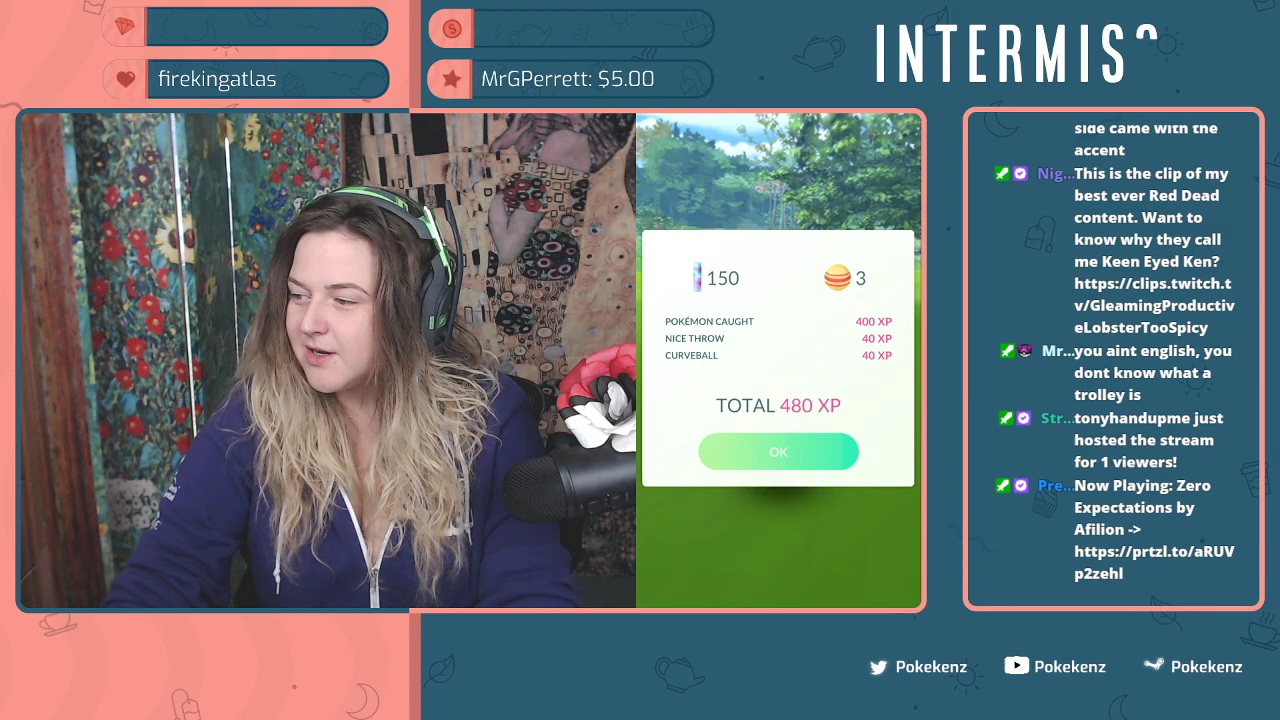 INTERMIS
firekingatlas
MrGPerrett: $5.00
150
3
POKÉMON CAUGHT 400 XP
NICE THROW 40 XP
CURVEBALL 40 XP
TOTAL 480 XP
OK
side came with the
accent
Nig...This is the clip of my
best ever Red Dead
content. Want to
know why they call
me Keen Eyed Ken?
https://clips.twitch.t
v/GleamingProductiv
eLobsterTooSpicy
Mr...you aint english, you
dont know what a
trolley is
Str...tonyhandupme just
hosted the stream
for 1 viewers!
Pre...Now Playing: Zero
Expectations by
Afilion ->
https://prtzl.to/aRUV
p2zehl
Pokekenz
Pokekenz
Pokekenz